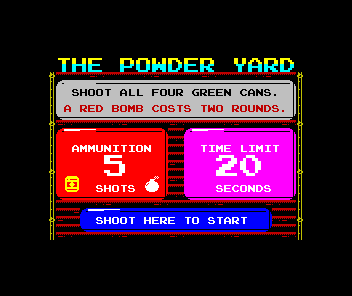 THE POWDER YARD
SHOOT ALL FOUR GREEN CANS.
A RED BOMB COSTS TWO ROUNDS.
AMMUNITION
5
SHOTS
TIME LIMIT
20
SECONDS
SHOOT HERE TO START